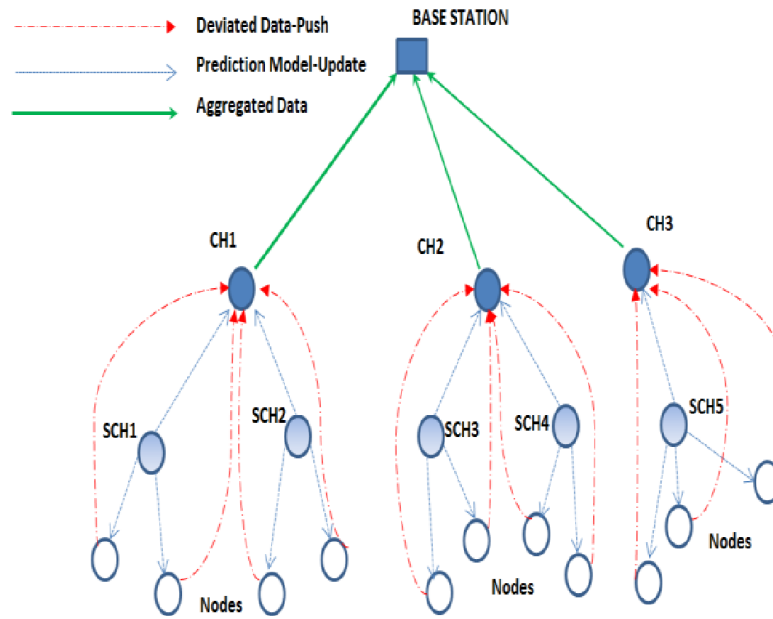 BASE STATION
Deviated Data-Push
Prediction Model-Update
Aggregated Data
CH1
CH2
CH3
SCH1
SCH2
SCH3
SCH4
SCH5
Nodes
Nodes
Nodes